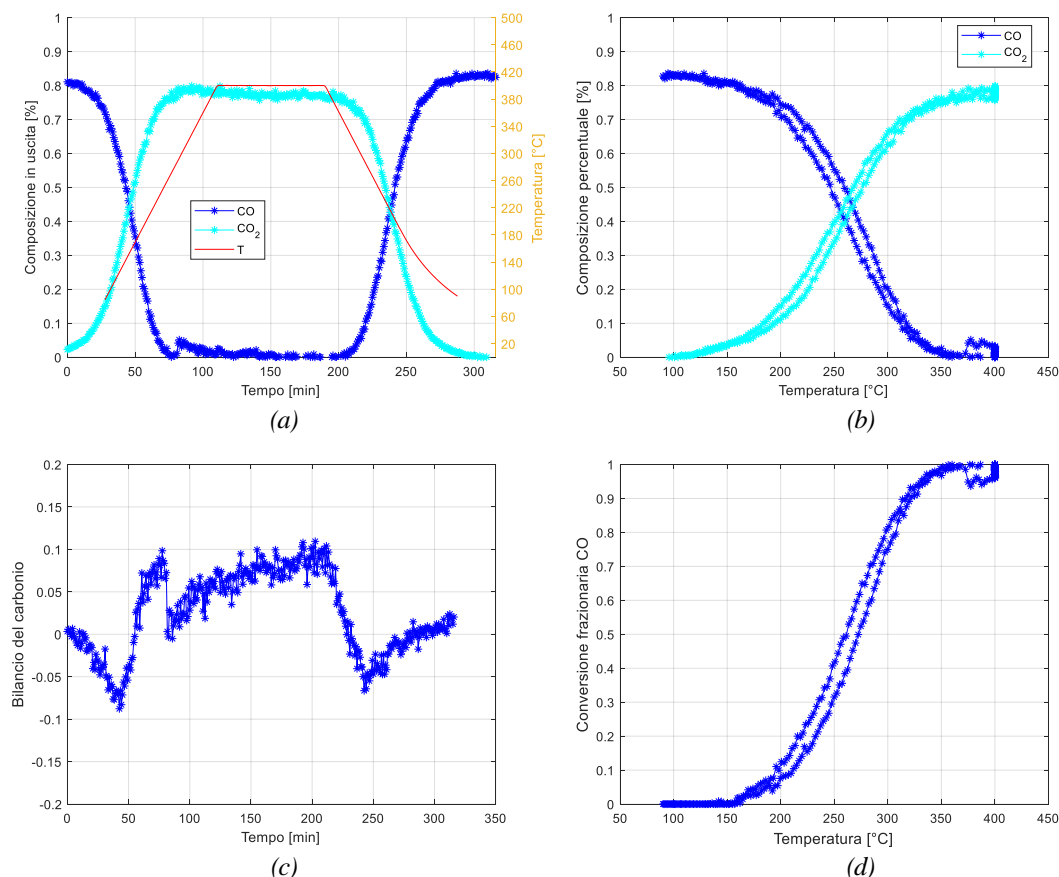 1
0.9
0.8
0.7
0.6
0.5
0.4
0.3
0.2
0.1
0
Composizione in uscita [%]
500
460
420
380
340
300
260
220
180
140
100
60
20
Temperatura [°C]
CO
CO2
T
0 50 100 150 200 250 300
Tempo [min]
(a)
1
0.9
0.8
0.7
0.6
0.5
0.4
0.3
0.2
0.1
0
Composizione percentuale [%]
CO
CO2
50 100 150 200 250 300 350 400 450
Temperatura [°C]
(b)
0.2
0.15
0.1
0.05
0
-0.05
-0.1
-0.15
-0.2
Bilancio del carbonio
0 50 100 150 200 250 300 350
Tempo [min]
(c)
1
0.9
0.8
0.7
0.6
0.5
0.4
0.3
0.2
0.1
0
Conversione frazionaria CO
50 100 150 200 250 300 350 400 450
Temperatura [°C]
(d)